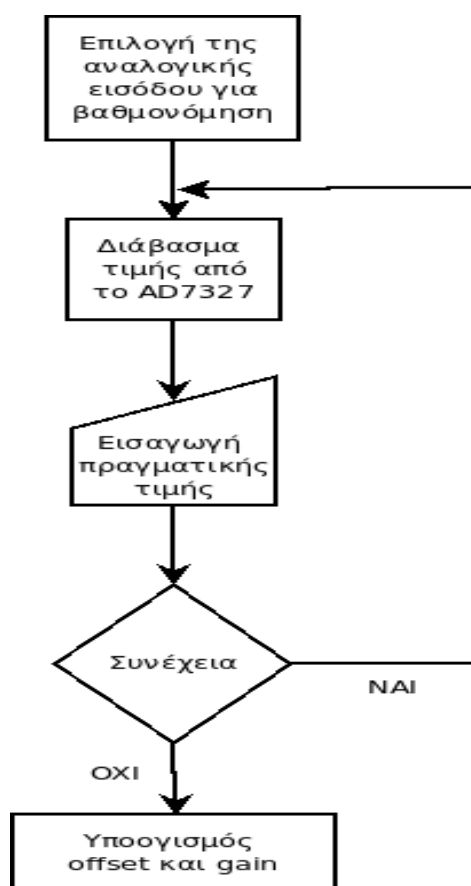 Επιλογή της
αναλογικής
εισόδου για
βαθμονόμηση
Διάβασμα
τιμής από
το AD7327
Εισαγωγή
πραγματικής
τιμής
Συνέχεια
ΝΑΙ
ΟΧΙ
Υποογισμός
offset και gain